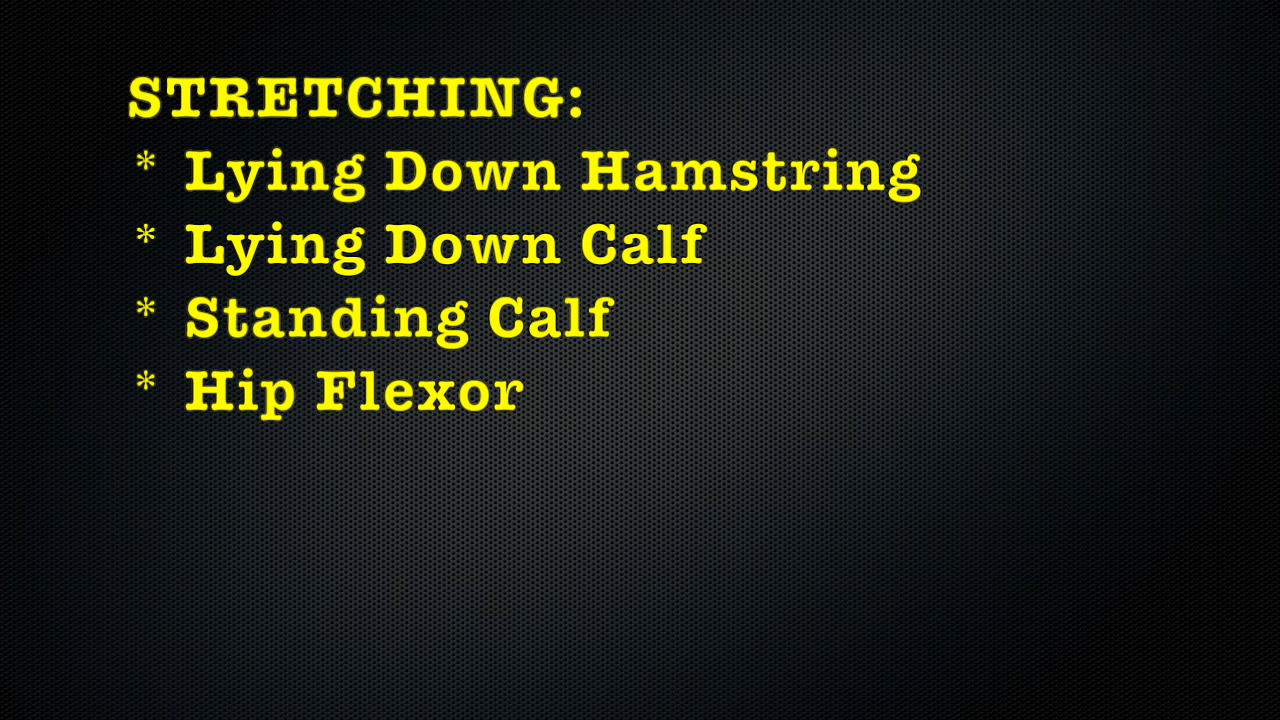 STRETCHING:
* Lying Down Hamstring
* Lying Down Calf
* Standing Calf
* Hip Flexor